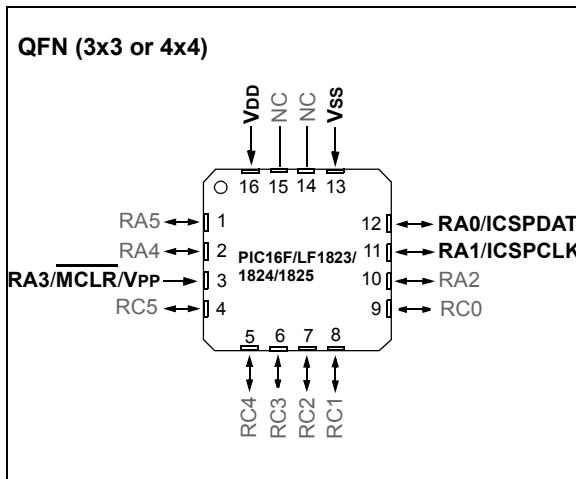 QFN (3x3 or 4x4)
VDD
NC
NC
VSS
16
15
14
13
RA5
1
12
RA0/ICSPDAT
RA4
2
PIC16F/LF1823/
1824/1825
11
RA1/ICSPCLK
RA3/MCLR/VPP
3
10
RA2
RC5
4
9
RC0
5
6
7
8
RC4
RC3
RC2
RC1